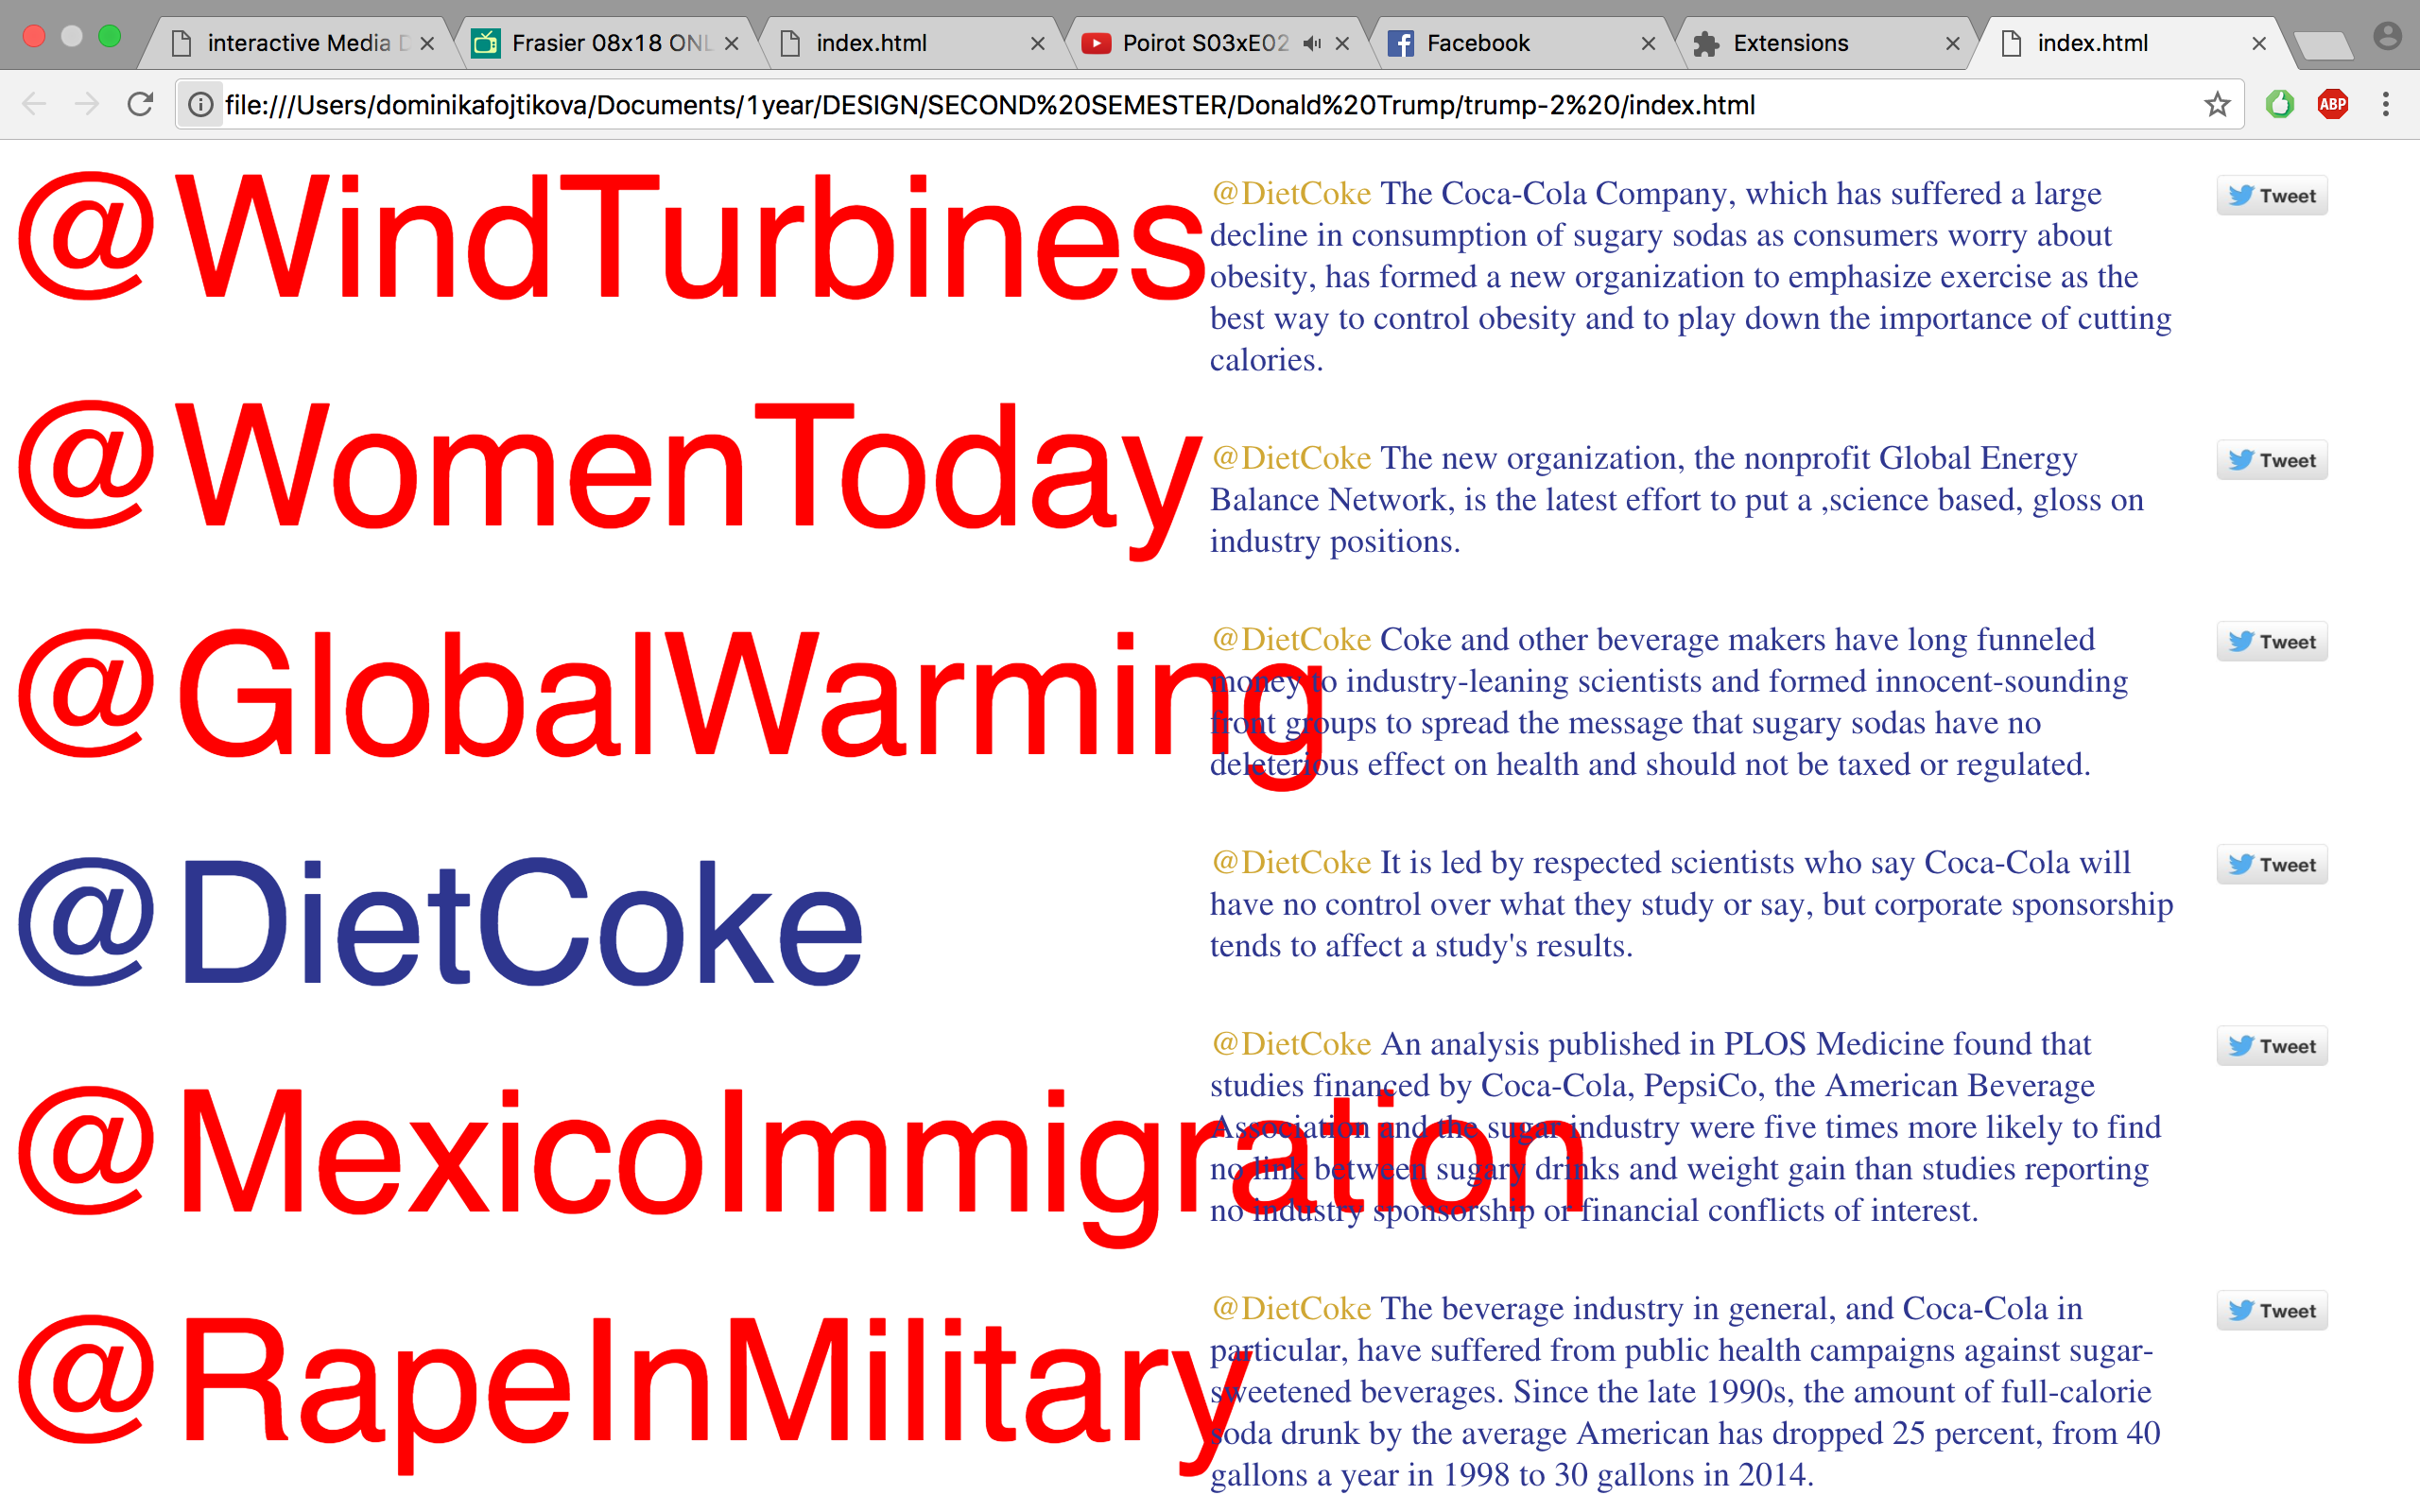 interactive Media D
Frasier 08x18 ONL
index.html
Poirot S03xE02
Facebook
Extensions
index.html
file:///Users/dominikafojtikova/Documents/1year/DESIGN/SECOND%20SEMESTER/Donald%20Trump/trump-2%20/index.html
ABP
@WindTurbines
@WomenToday
@GlobalWarming
@DietCoke
@MexicoImmigration
@RapeInMilitary
@DietCoke The Coca-Cola Company, which has suffered a large
decline in consumption of sugary sodas as consumers worry about
obesity, has formed a new organization to emphasize exercise as the
best way to control obesity and to play down the importance of cutting
calories.
Tweet
@DietCoke The new organization, the nonprofit Global Energy
Balance Network, is the latest effort to put a ,science based, gloss on
industry positions.
Tweet
@DietCoke Coke and other beverage makers have long funneled
money to industry-leaning scientists and formed innocent-sounding
front groups to spread the message that sugary sodas have no
deleterious effect on health and should not be taxed or regulated.
Tweet
@DietCoke It is led by respected scientists who say Coca-Cola will
have no control over what they study or say, but corporate sponsorship
tends to affect a study's results.
Tweet
@DietCoke An analysis published in PLOS Medicine found that
studies financed by Coca-Cola, PepsiCo, the American Beverage
Association and the sugar industry were five times more likely to find
no link between sugary drinks and weight gain than studies reporting
no industry sponsorship or financial conflicts of interest.
Tweet
@DietCoke The beverage industry in general, and Coca-Cola in
particular, have suffered from public health campaigns against sugar-
sweetened beverages. Since the late 1990s, the amount of full-calorie
soda drunk by the average American has dropped 25 percent, from 40
gallons a year in 1998 to 30 gallons in 2014.
Tweet